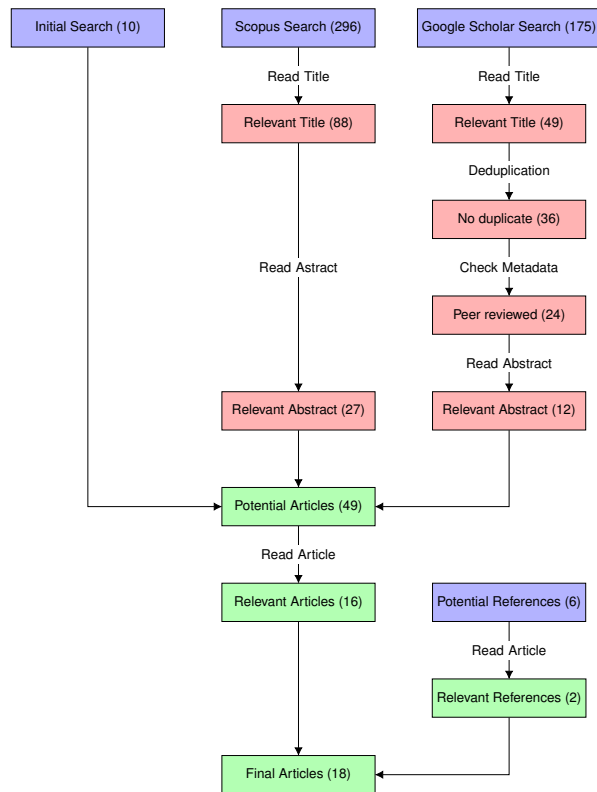 Initial Search (10)
Scopus Search (296)
Google Scholar Search (175)
Read Title
Read Title
Relevant Title (88)
Relevant Title (49)
Deduplication
No duplicate (36)
Read Astract
Check Metadata
Peer reviewed (24)
Read Abstract
Relevant Abstract (27)
Relevant Abstract (12)
Potential Articles (49)
Read Article
Relevant Articles (16)
Potential References (6)
Read Article
Relevant References (2)
Final Articles (18)